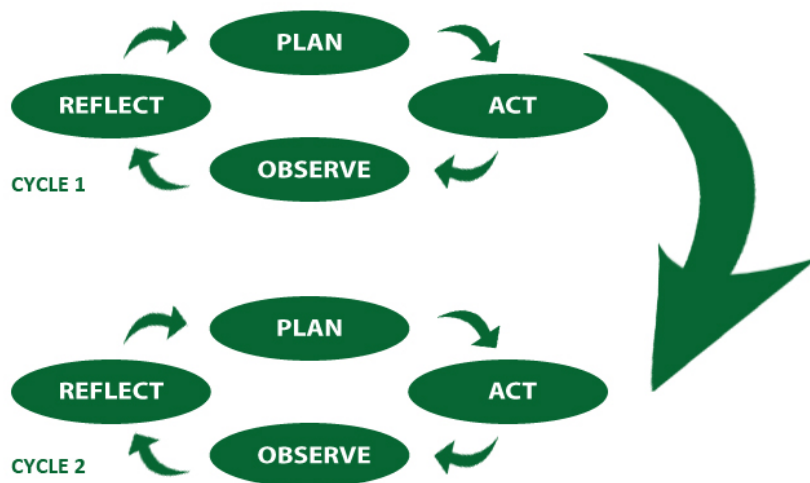 PLAN
REFLECT
ACT
OBSERVE
CYCLE 1
PLAN
REFLECT
ACT
OBSERVE
CYCLE 2